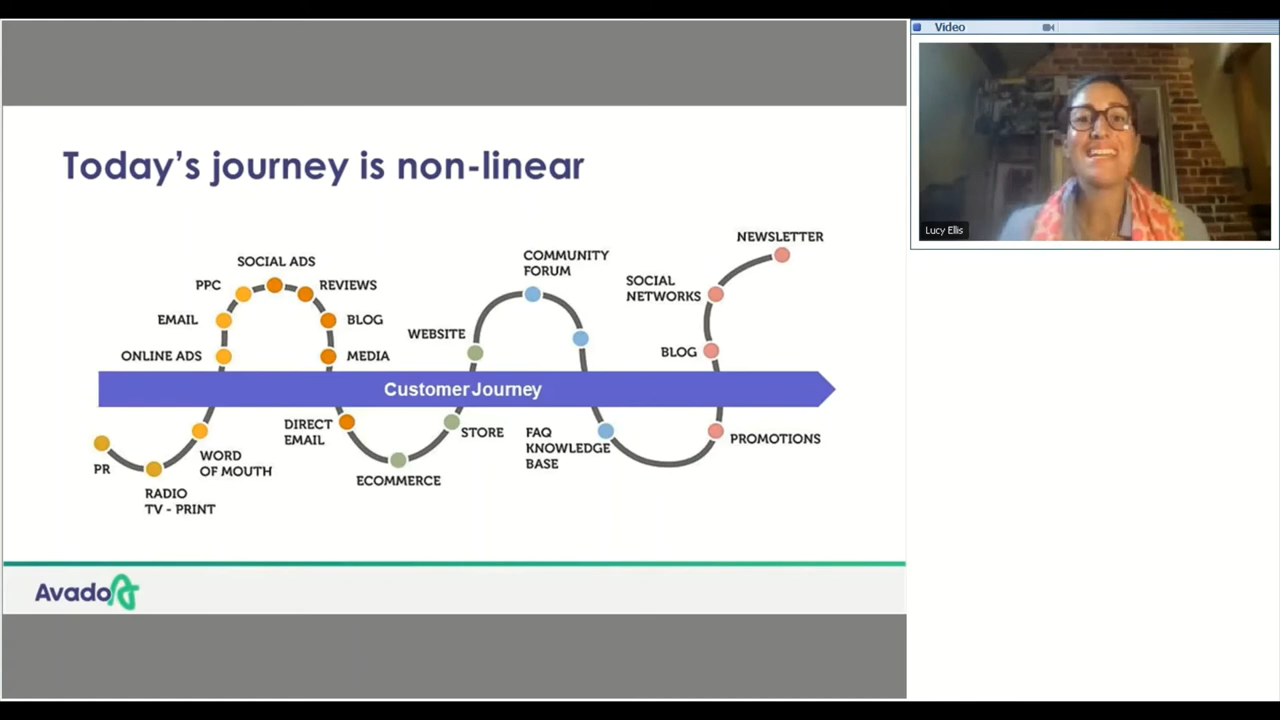 Video
Today's journey is non-linear
Lucy Ellis
NEWSLETTER
COMMUNITY
FORUM
SOCIAL ADS
PPC
REVIEWS
SOCIAL
NETWORKS
EMAIL
BLOG
WEBSITE
ONLINE ADS
MEDIA
BLOG
Customer Journey
DIRECT
EMAIL
STORE
FAQ
KNOWLEDGE
BASE
PROMOTIONS
PR
WORD
OF MOUTH
ECOMMERCE
RADIO
TV - PRINT
Avado